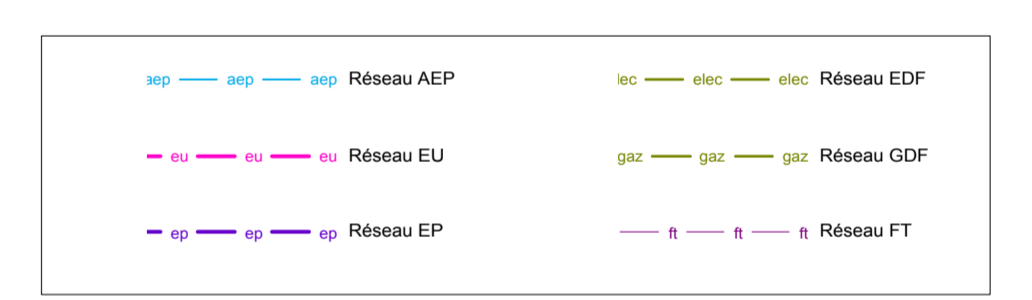 aep aep aep Réseau AEP
lec elec elec Réseau EDF
eu eu eu Réseau EU
gaz gaz gaz Réseau GDF
ep ep ep Réseau EP
ft ft ft Réseau FT